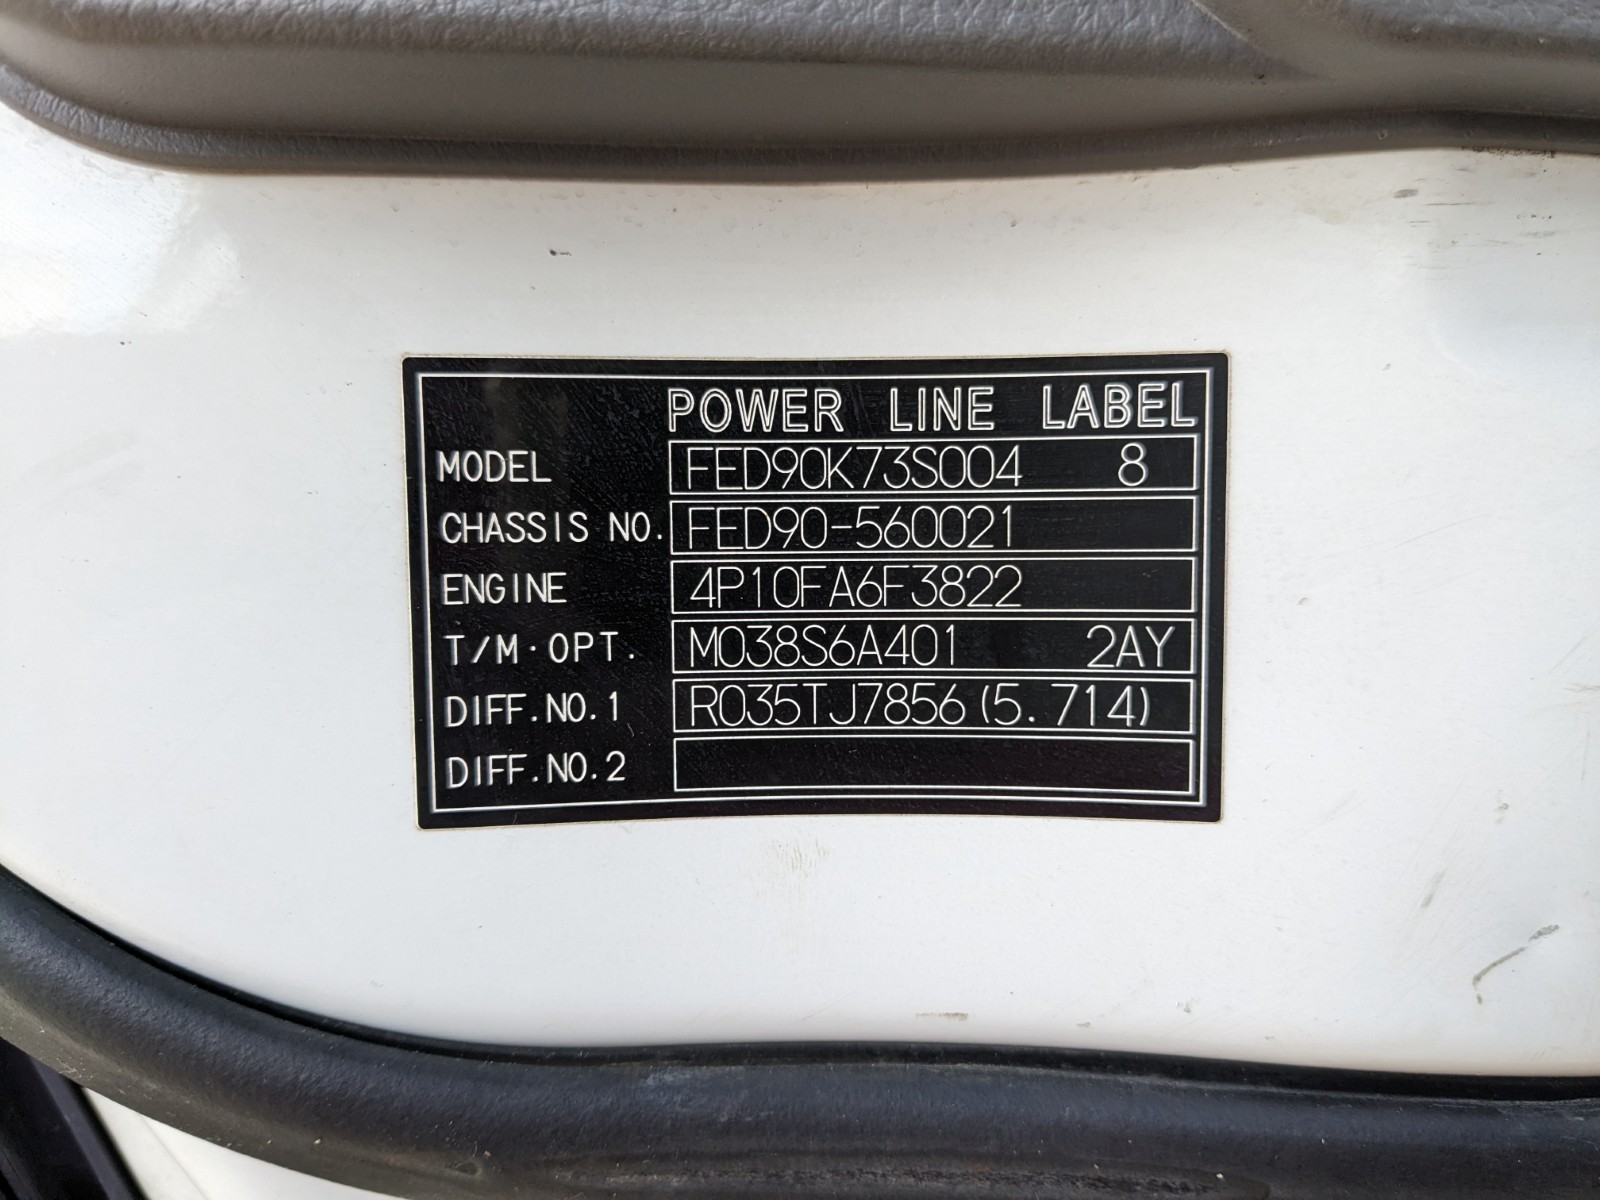 POWER LINE LABEL
MODEL FED90K73S004 8
CHASSIS NO. FED90-560021
ENGINE 4P10FA6F3822
T/M·OPT. M038S6A401 2AY
DIFF.NO.1 R035TJ7856(5.714)
DIFF.NO.2